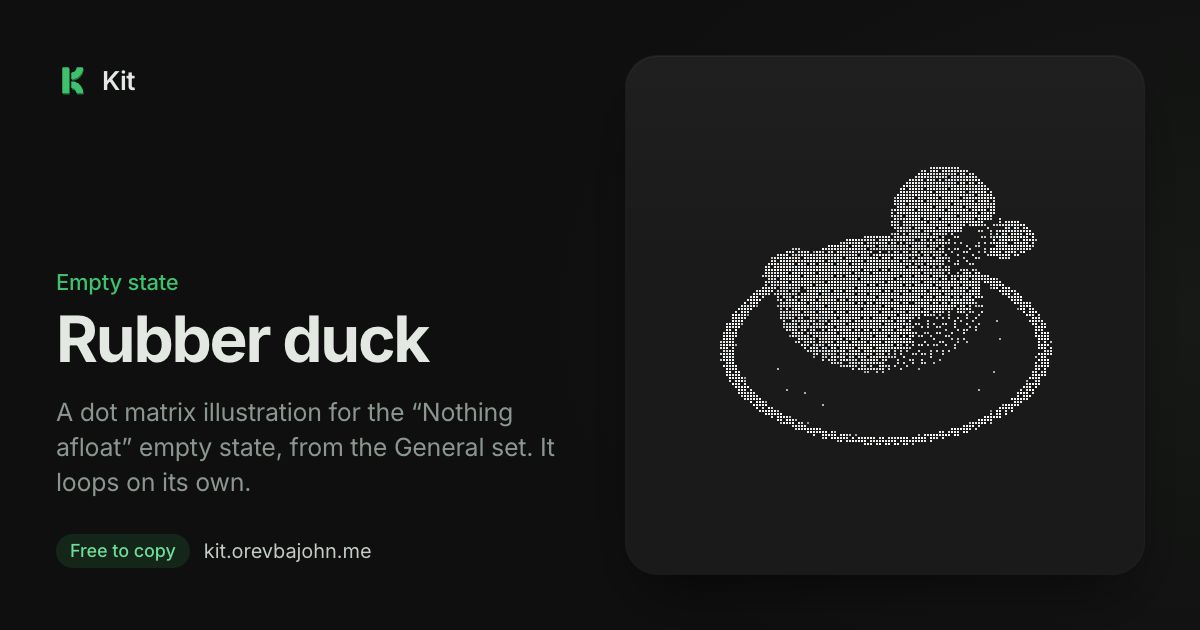 Kit
Empty state
Rubber duck
A dot matrix illustration for the “Nothing
afloat” empty state, from the General set. It
loops on its own.
Free to copy
kit.orevbajohn.me